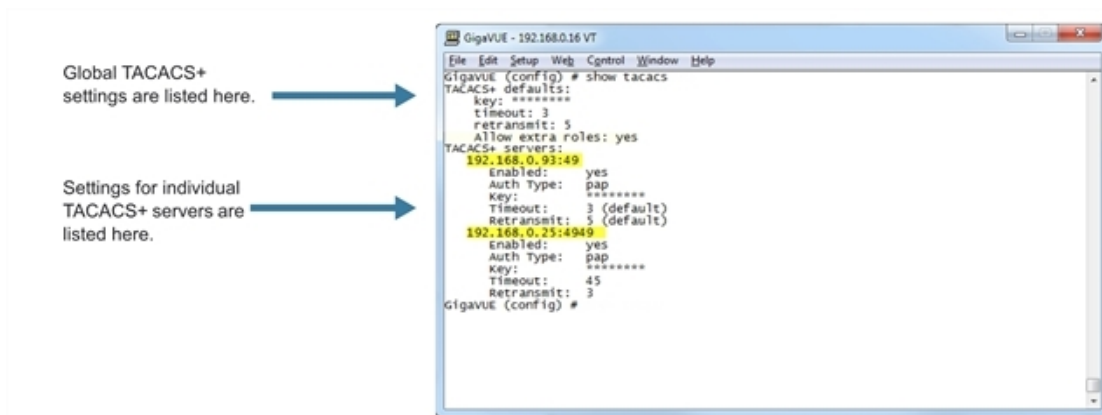 Global TACACS+
settings are listed here.
Settings for individual
TACACS+ servers are
listed here.
GigaVUE - 192.168.0.16 VT
File Edit Setup Web Control Window Help
GigaVUE (config) # show tacacs
TACACS+ defaults:
key: ********
timeout: 3
retransmit: 5
Allow extra roles: yes
TACACS+ servers:
192.168.0.93:49
Enabled: yes
Auth Type: pap
Key: ********
Timeout: 3 (default)
Retransmit: 5 (default)
192.168.0.25:4949
Enabled: yes
Auth Type: pap
Key: ********
Timeout: 45
Retransmit: 3
GigaVUE (config) #